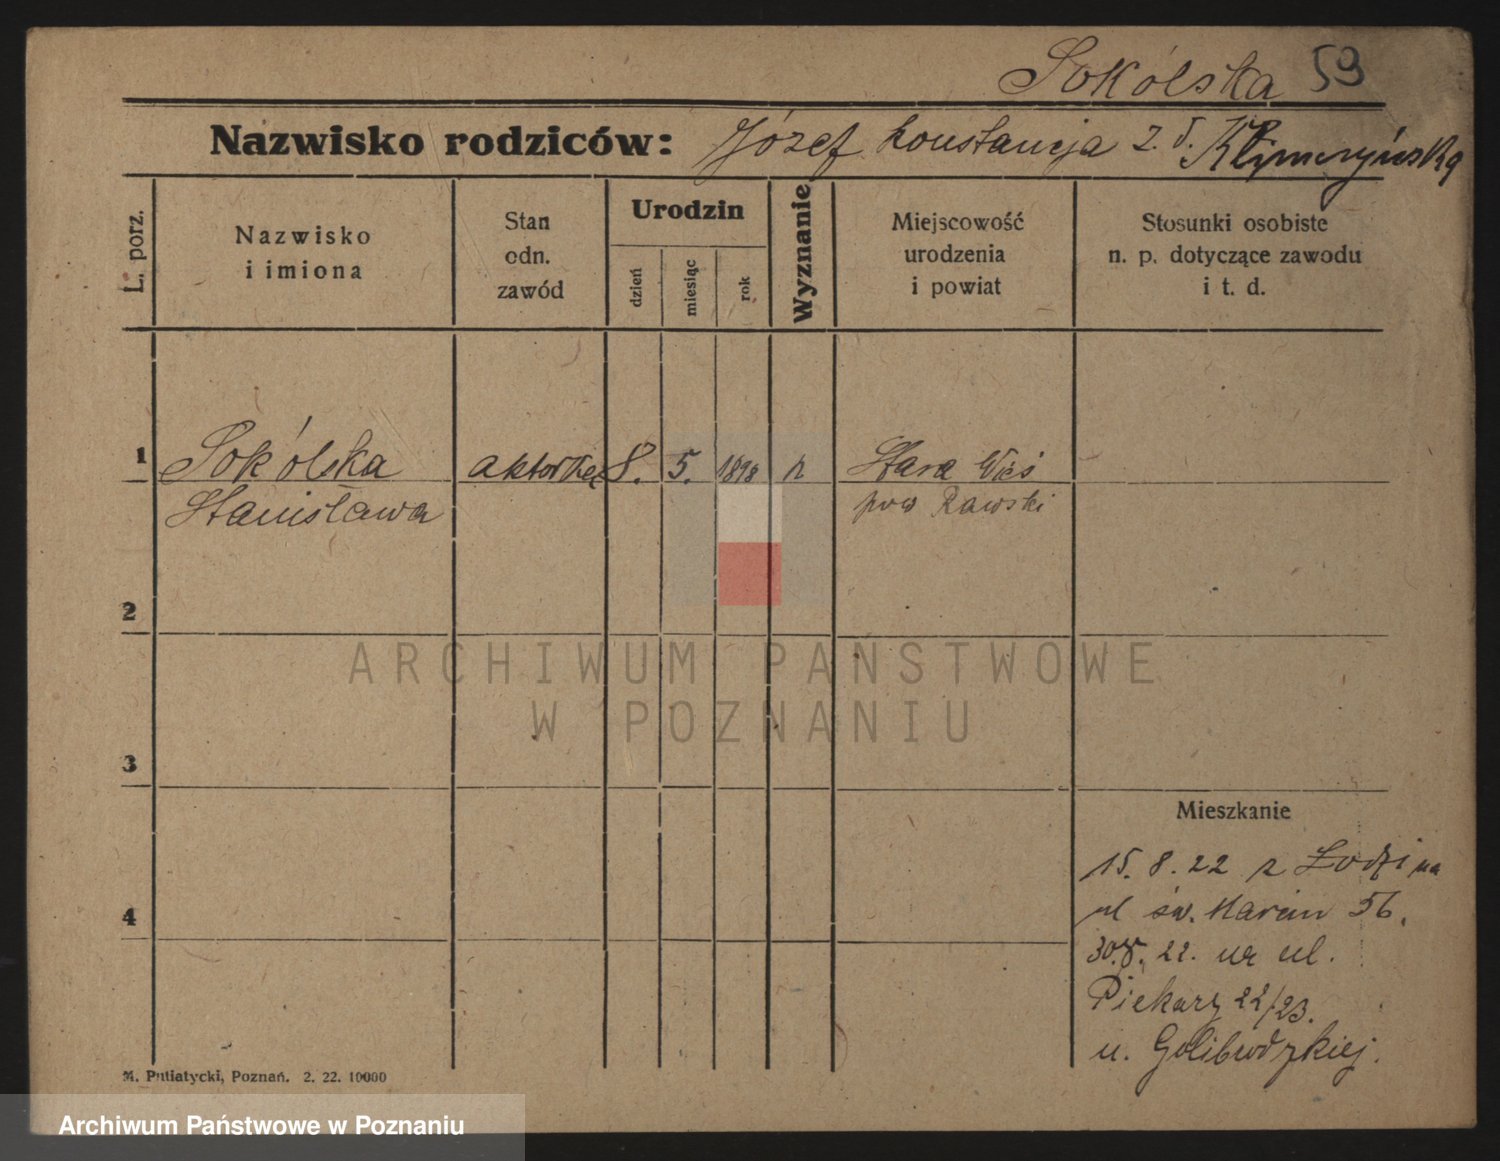 Sokólska 59
Nazwisko rodziców: Józef Konstancja z d. Klimczyńska
L. porz.
Nazwisko
i imiona
Stan
odn.
zawód
Urodzin
dzień
miesiąc
rok
Wyznanie
Miejscowość
urodzenia
i powiat
Stosunki osobiste
n. p. dotyczące zawodu
i t. d.
1 Sokólska aktorka 8. 5. 1898 r Stara Wieś
Stanisława pow Rawski
2
3
4
Mieszkanie
15. 8. 22 z Łodzi na
ul św. Marcin 56.
30.8. 22. na ul.
Piekary 22/23.
u.
M. Putiatycki, Poznań. 2. 22. 10000
ARCHIWUM PAŃSTWOWE
W POZNANIU
Archiwum Państwowe w Poznaniu